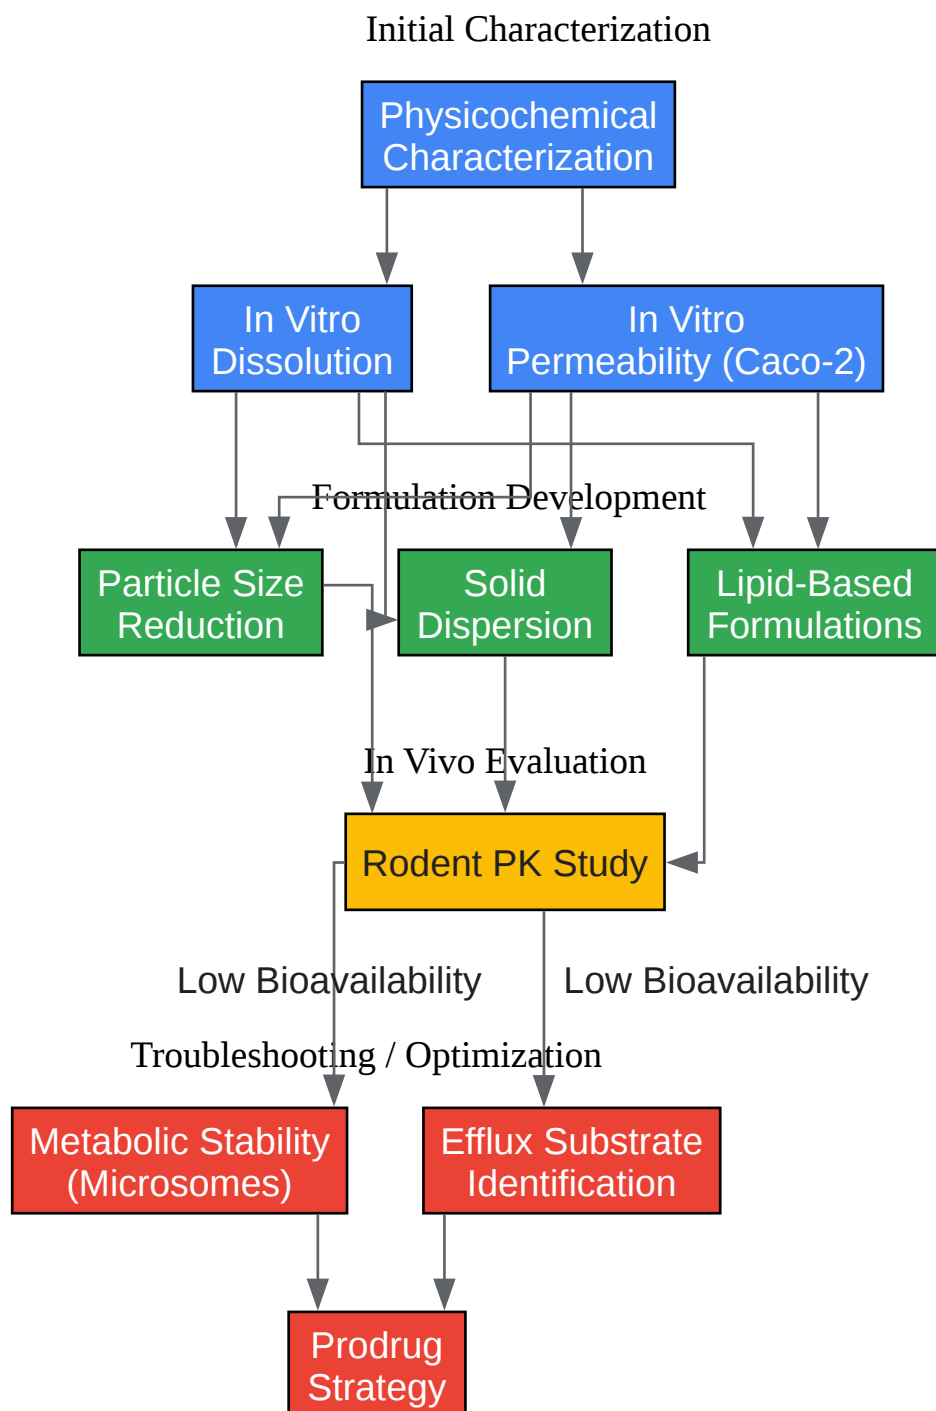 Initial Characterization
Physicochemical
Characterization
In Vitro
Dissolution
In Vitro
Permeability (Caco-2)
Formulation Development
Particle Size
Reduction
Solid
Dispersion
Lipid-Based
Formulations
In Vivo Evaluation
Rodent PK Study
Low Bioavailability
Low Bioavailability
Troubleshooting / Optimization
Metabolic Stability
(Microsomes)
Efflux Substrate
Identification
Prodrug
Strategy